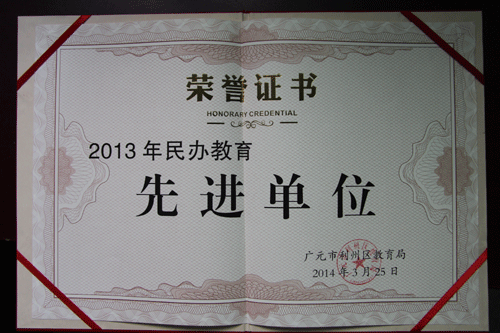 荣誉证书
HONORARY CREDENTIAL
2013年民办教育
先进单位
广元市利州区教育局
2014年3月25日